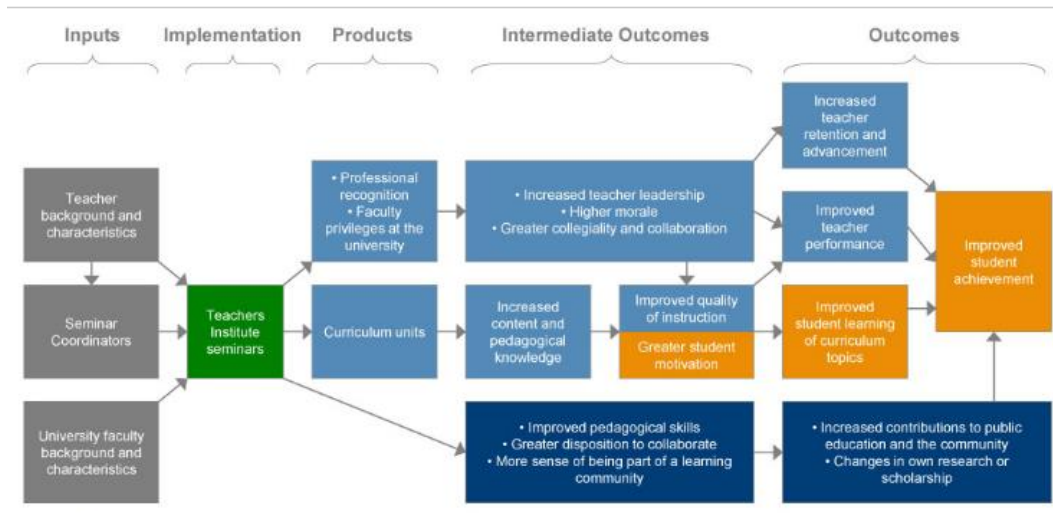 Inputs
Implementation
Products
Intermediate Outcomes
Outcomes
Teacher
background and
characteristics
Seminar
Coordinators
University faculty
background and
characteristics
Teachers
Institute
seminars
• Professional
recognition
• Faculty
privileges at the
university
Curriculum units
• Increased teacher leadership
• Higher morale
• Greater collegiality and collaboration
Increased
content and
pedagogical
knowledge
Improved quality
of instruction
Greater student
motivation
• Improved pedagogical skills
• Greater disposition to collaborate
• More sense of being part of a learning
community
Increased
teacher
retention and
advancement
Improved
teacher
performance
Improved
student learning
of curriculum
topics
• Increased contributions to public
education and the community
• Changes in own research or
scholarship
Improved
student
achievement